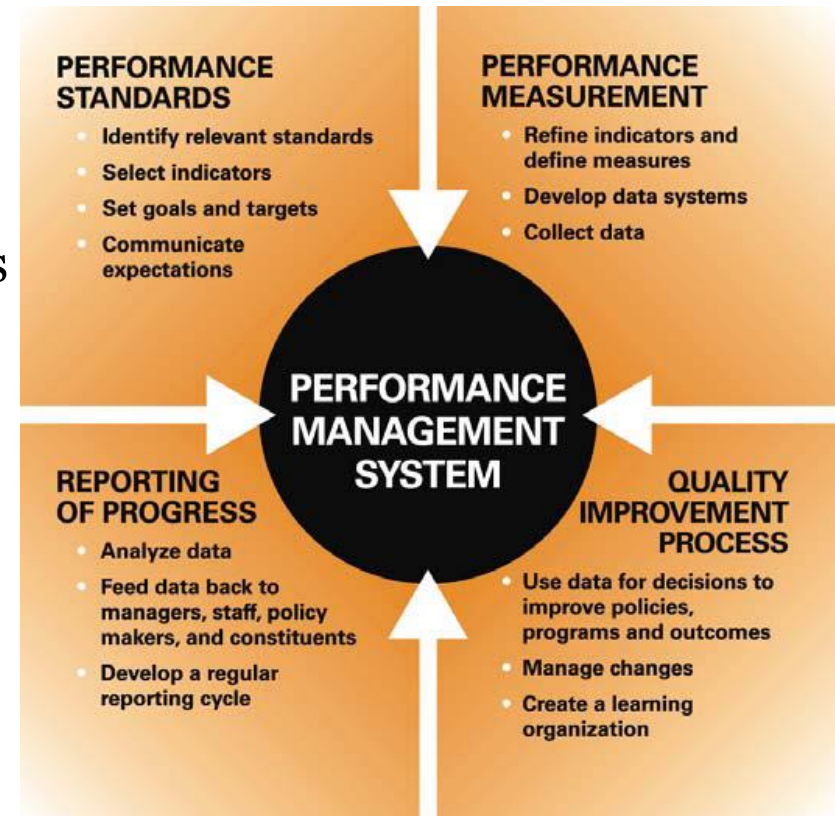 PERFORMANCE
STANDARDS
• Identify relevant standards
• Select indicators
• Set goals and targets
• Communicate
expectations
PERFORMANCE
MEASUREMENT
• Refine indicators and
define measures
• Develop data systems
• Collect data
s
PERFORMANCE
MANAGEMENT
SYSTEM
REPORTING
OF PROGRESS
• Analyze data
• Feed data back to
managers, staff, policy
makers, and constituents
• Develop a regular
reporting cycle
QUALITY
IMPROVEMENT
PROCESS
• Use data for decisions to
improve policies,
programs and outcomes
• Manage changes
• Create a learning
organization